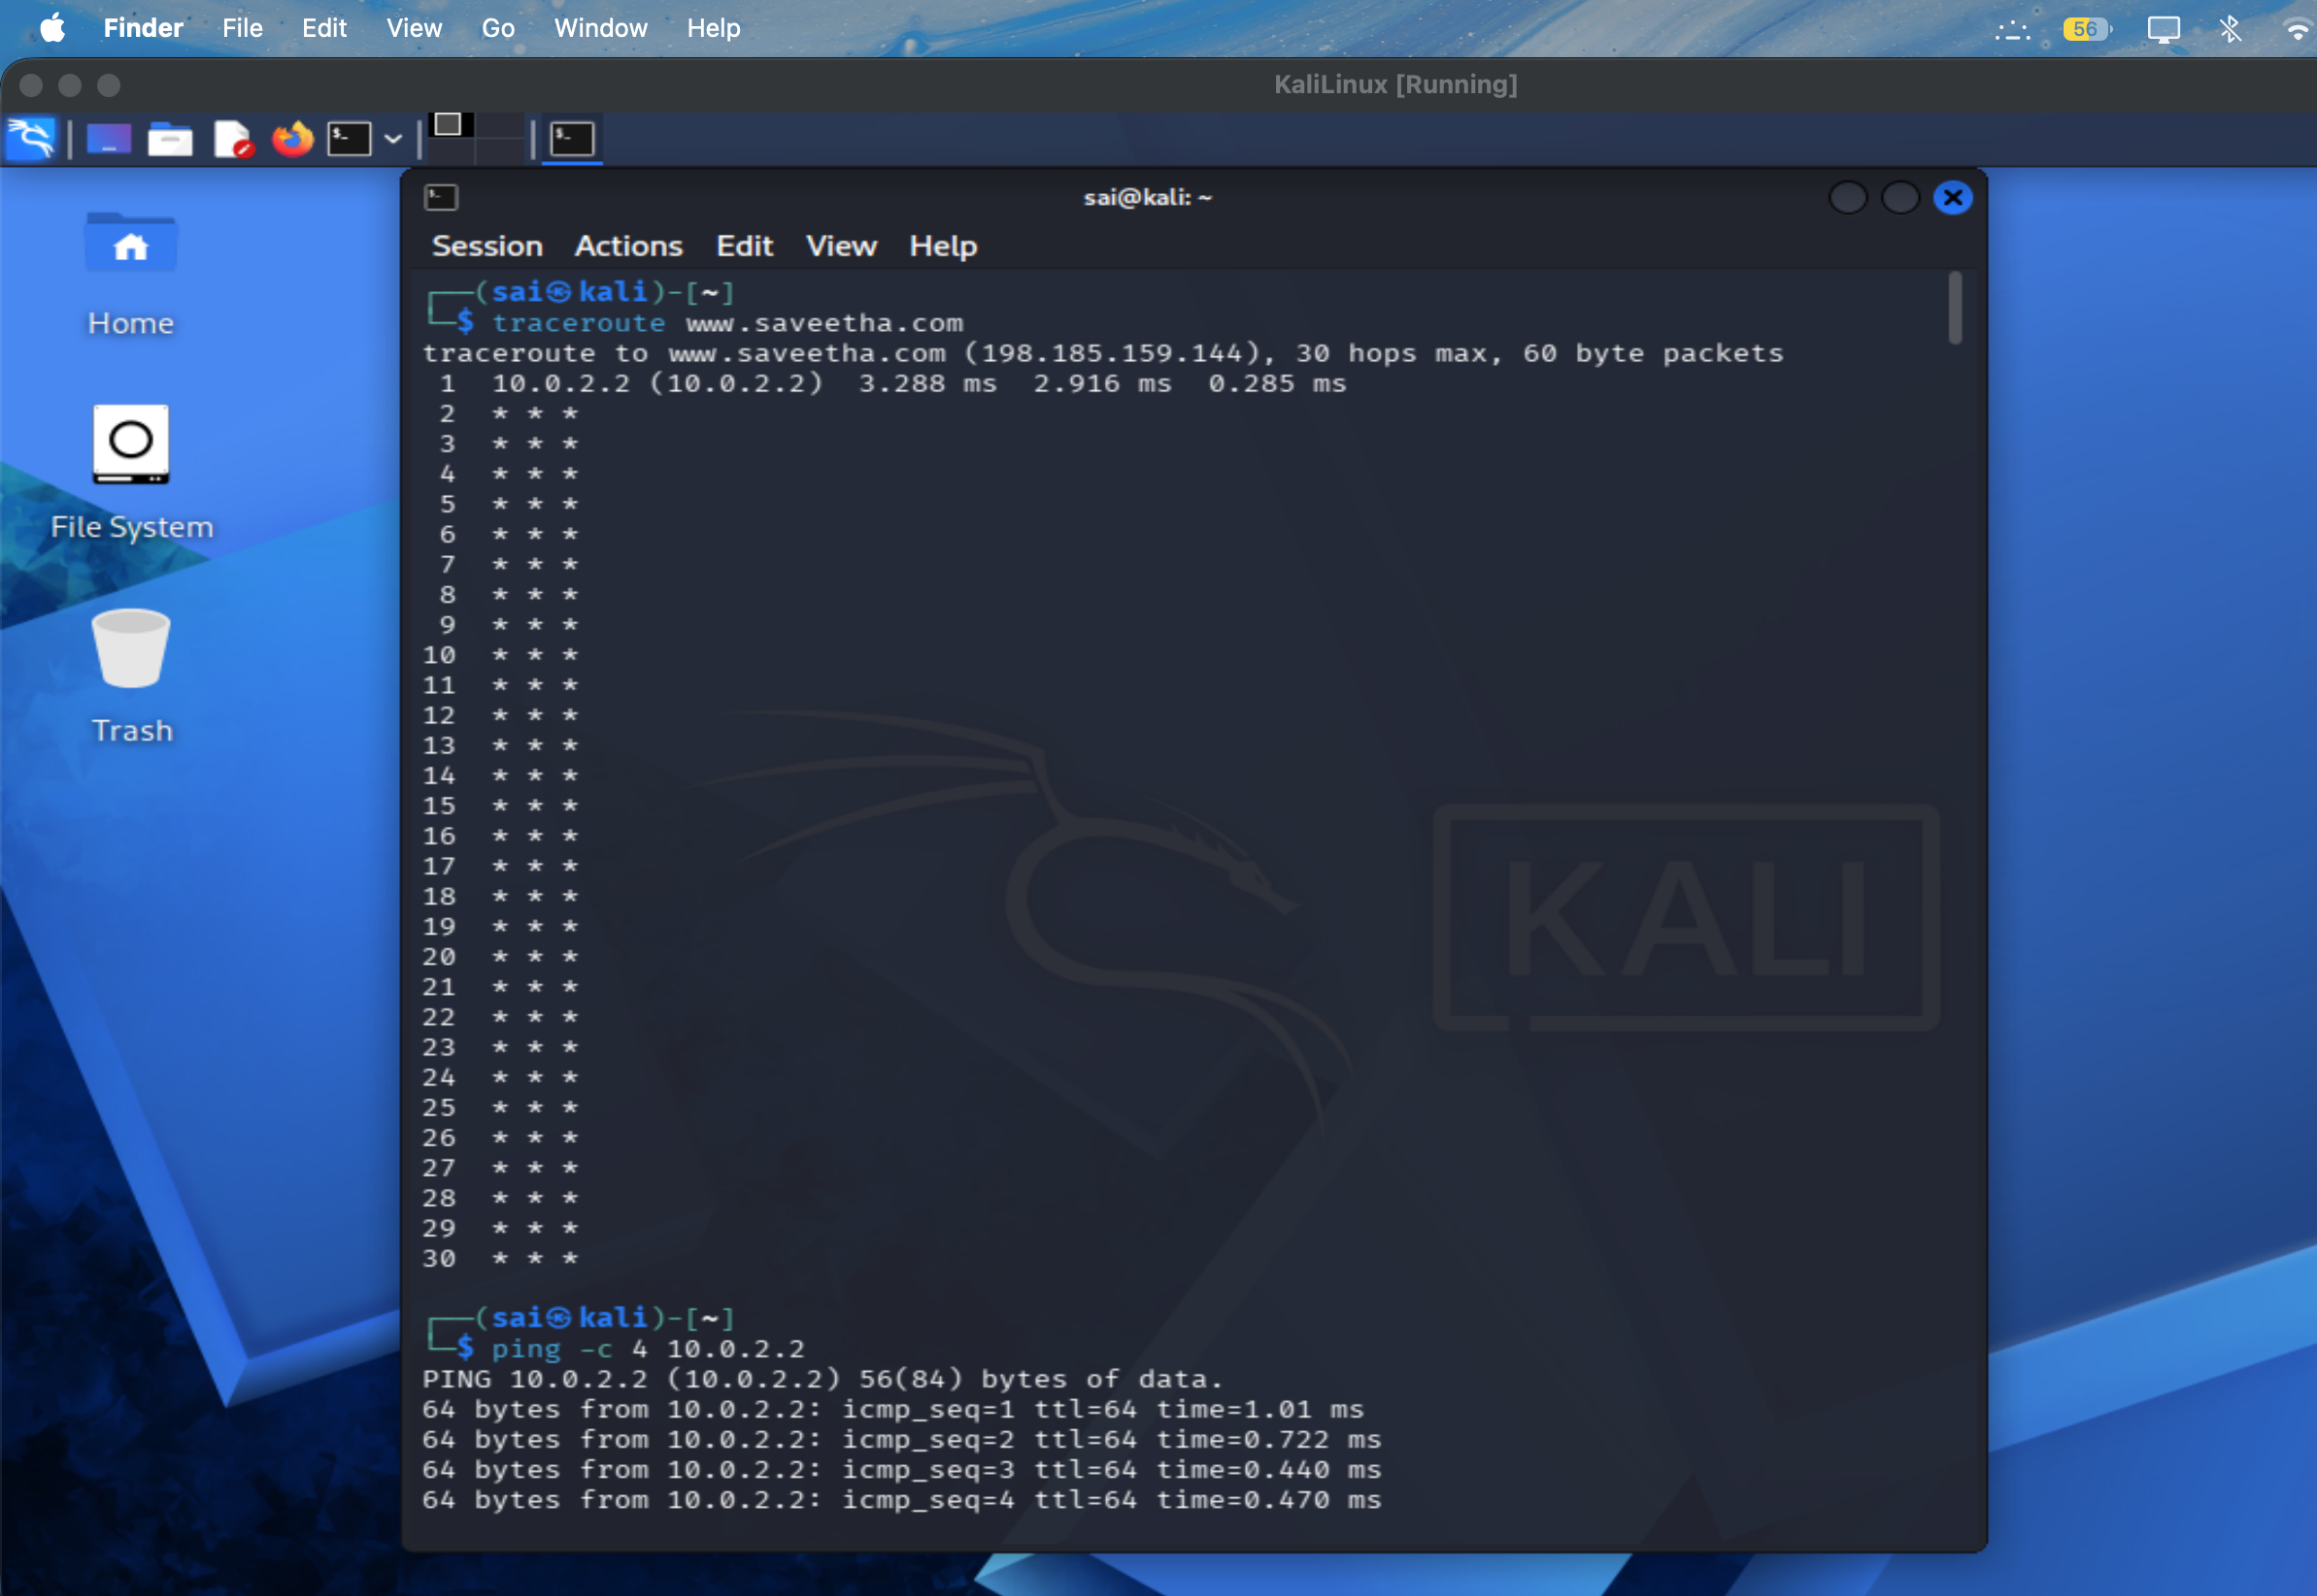 Finder File Edit View Go Window Help 56
KaliLinux [Running]
sai@kali: ~
Session Actions Edit View Help
Home
File System
Trash
┌──(sai㉿kali)-[~]
└─$ traceroute www.saveetha.com
traceroute to www.saveetha.com (198.185.159.144), 30 hops max, 60 byte packets
1 10.0.2.2 (10.0.2.2) 3.288 ms 2.916 ms 0.285 ms
2 * * *
3 * * *
4 * * *
5 * * *
6 * * *
7 * * *
8 * * *
9 * * *
10 * * *
11 * * *
12 * * *
13 * * *
14 * * *
15 * * *
16 * * *
17 * * *
18 * * *
19 * * *
20 * * *
21 * * *
22 * * *
23 * * *
24 * * *
25 * * *
26 * * *
27 * * *
28 * * *
29 * * *
30 * * *
KALI
┌──(sai㉿kali)-[~]
└─$ ping -c 4 10.0.2.2
PING 10.0.2.2 (10.0.2.2) 56(84) bytes of data.
64 bytes from 10.0.2.2: icmp_seq=1 ttl=64 time=1.01 ms
64 bytes from 10.0.2.2: icmp_seq=2 ttl=64 time=0.722 ms
64 bytes from 10.0.2.2: icmp_seq=3 ttl=64 time=0.440 ms
64 bytes from 10.0.2.2: icmp_seq=4 ttl=64 time=0.470 ms